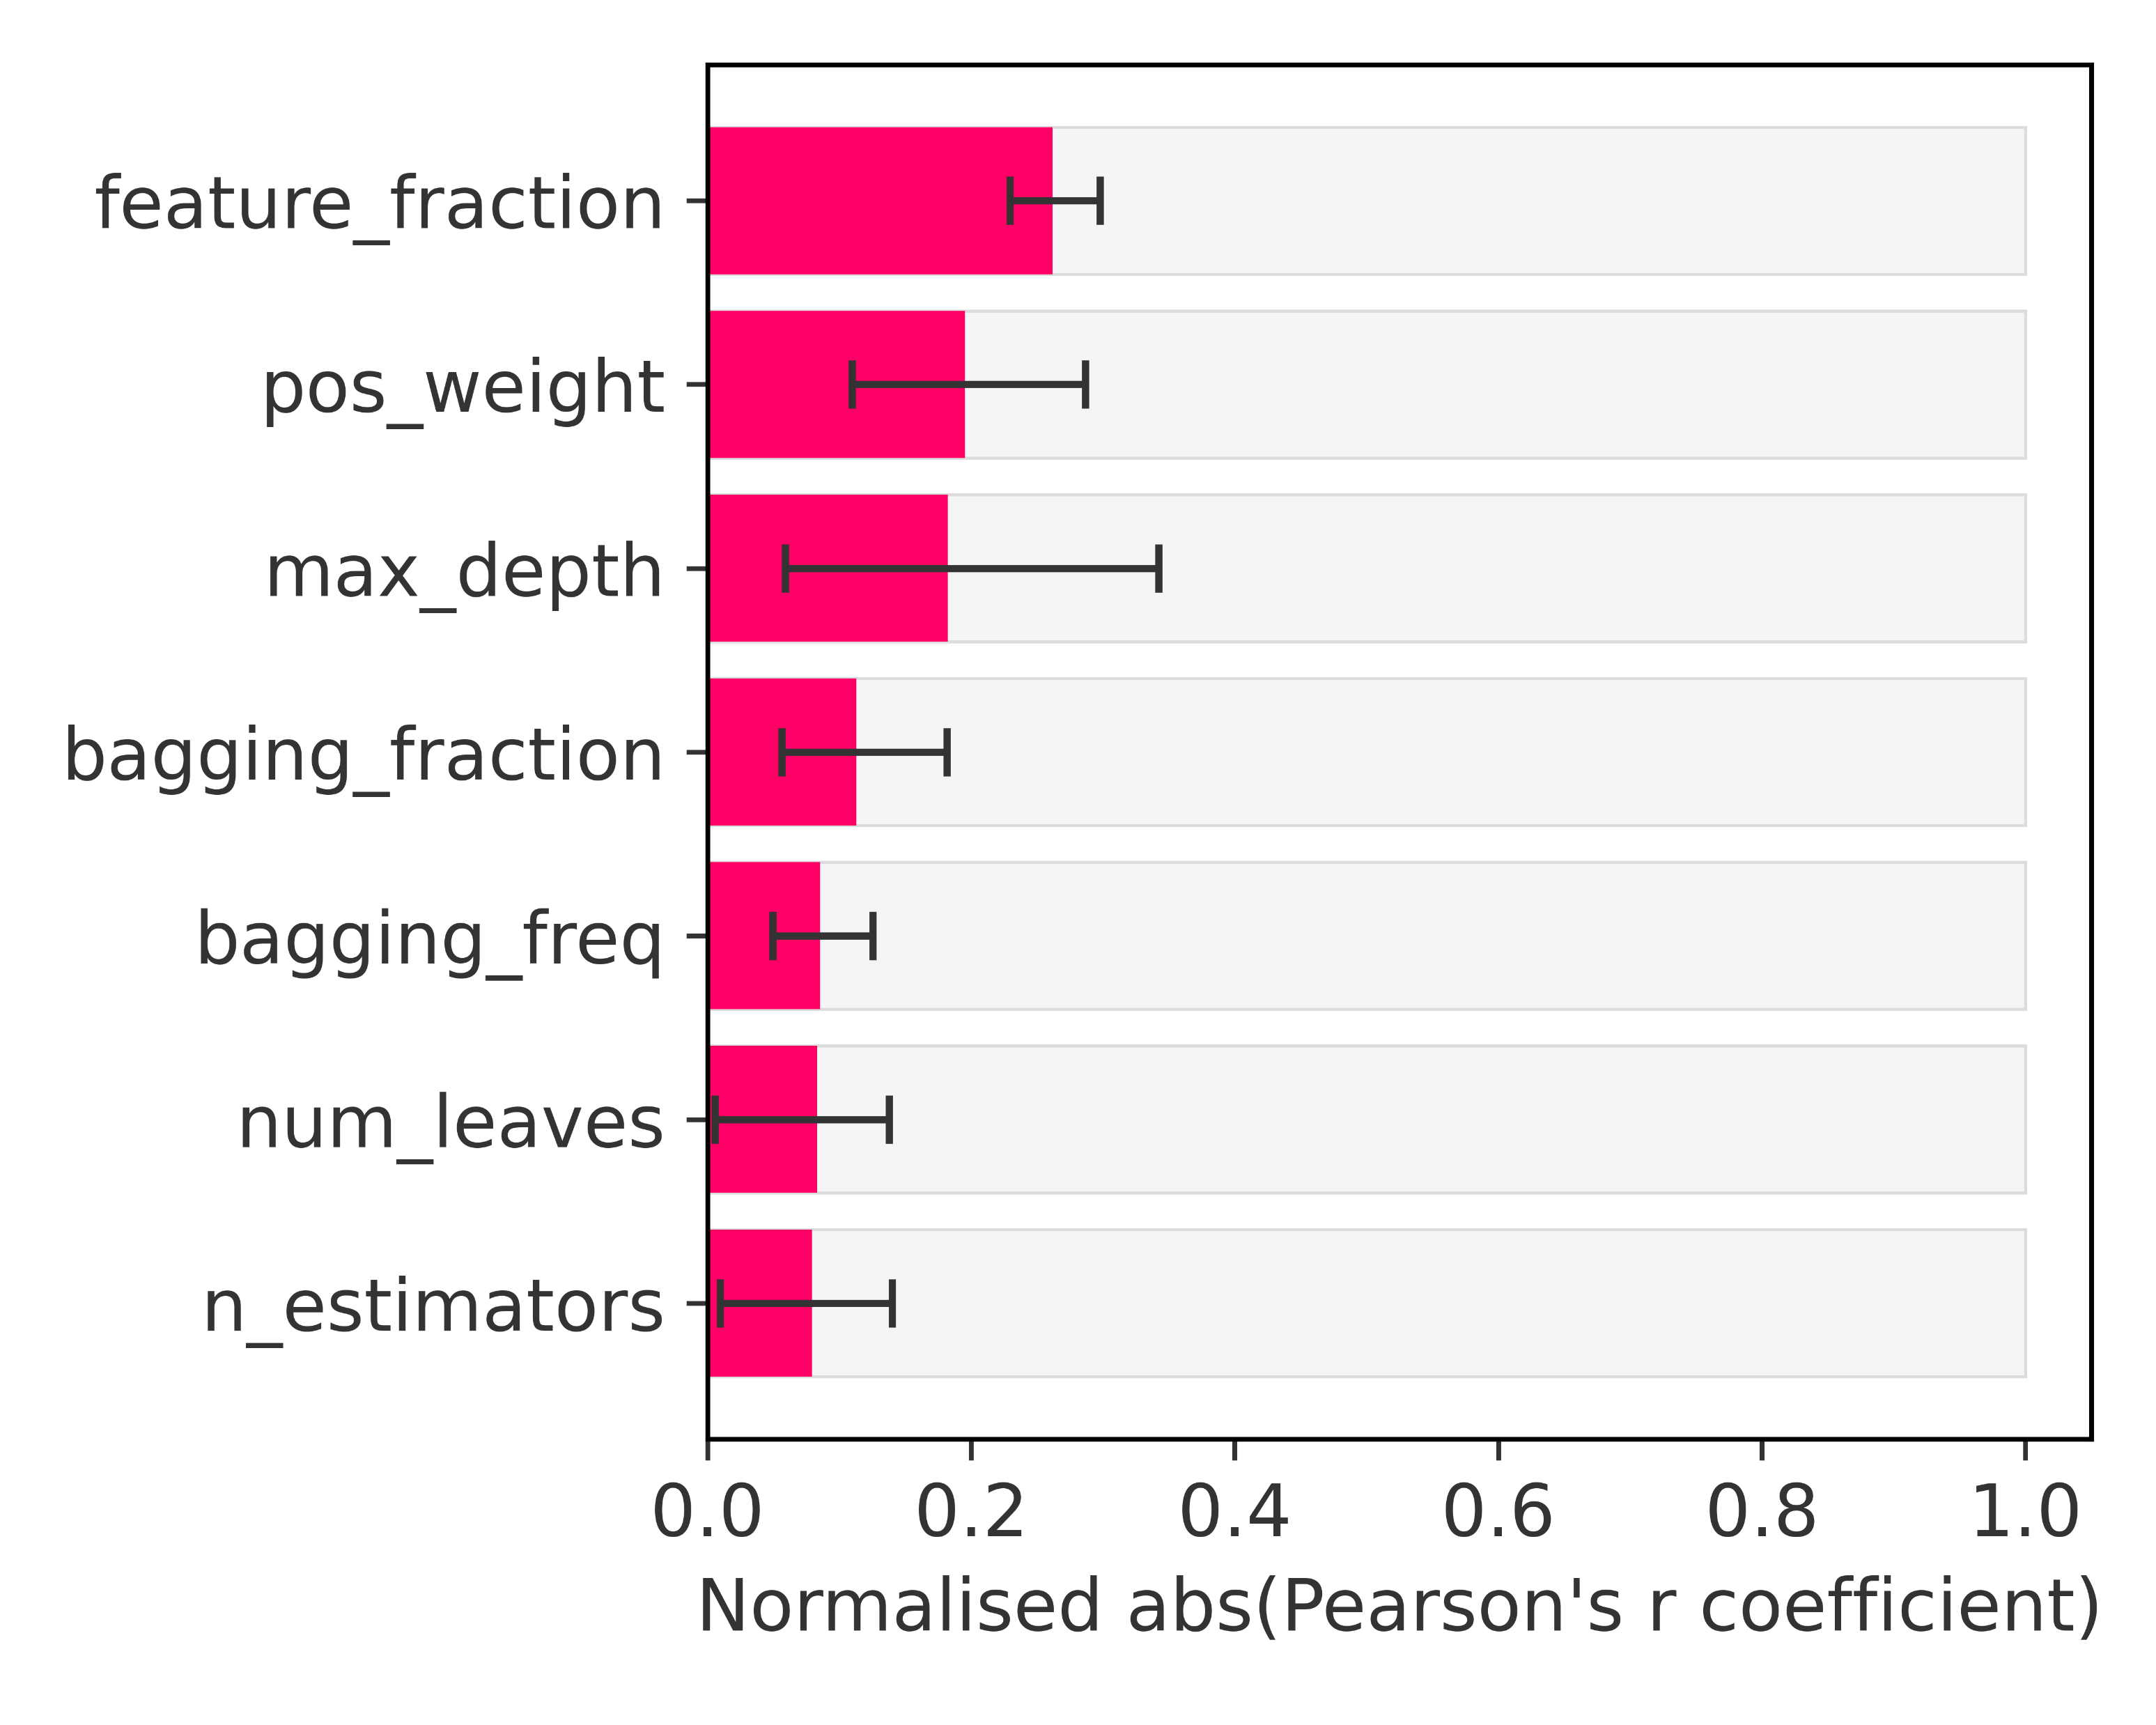 feature_fraction
pos_weight
max_depth
bagging_fraction
bagging_freq
num_leaves
n_estimators
0.0 0.2 0.4 0.6 0.8 1.0
Normalised abs(Pearson's r coefficient)